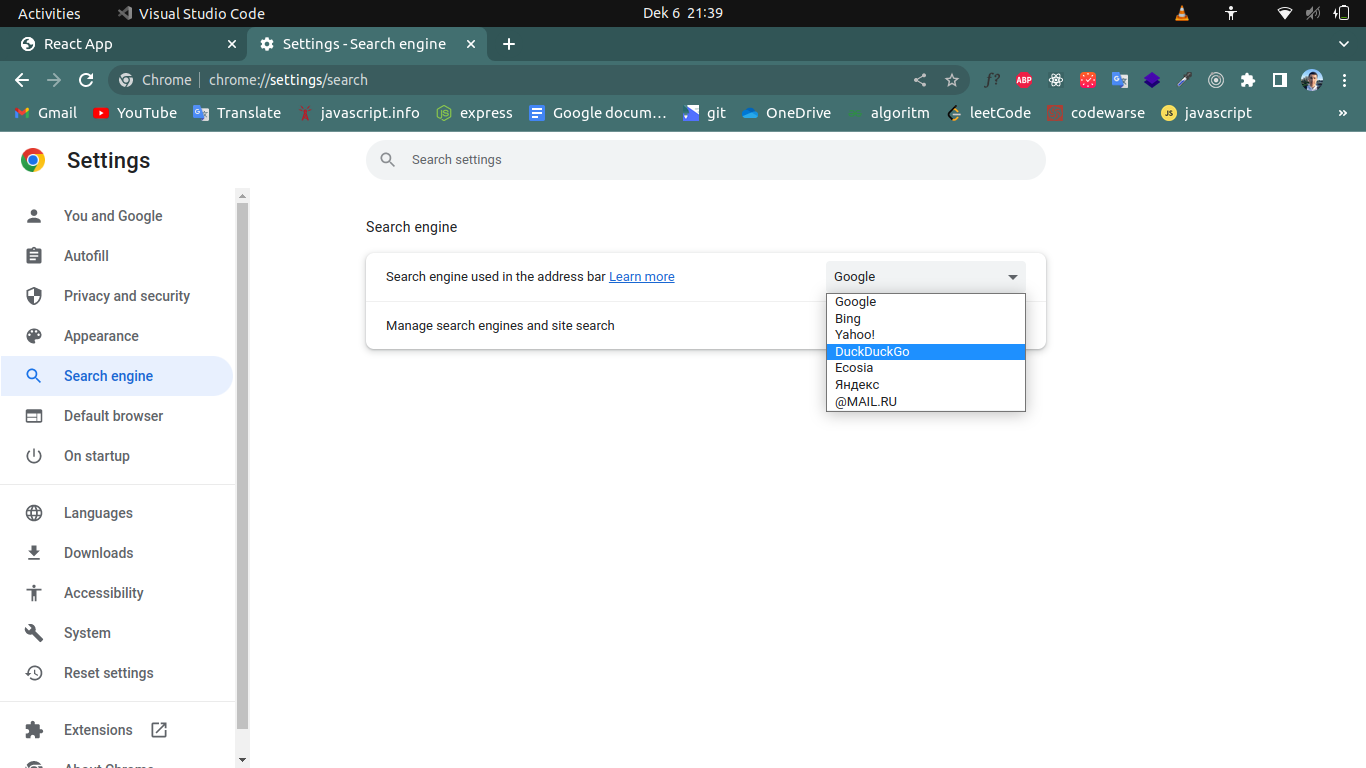 Activities Visual Studio Code Dek 6 21:39
React App Settings - Search engine
Chrome chrome://settings/search f? ABP
Gmail YouTube Translate javascript.info express Google docum... git OneDrive algoritm leetCode codewarse JS javascript »
Settings
Search settings
You and Google
Autofill
Privacy and security
Appearance
Search engine
Default browser
On startup
Languages
Downloads
Accessibility
System
Reset settings
Extensions
About Chrome
Search engine
Search engine used in the address bar Learn more
Google
Manage search engines and site search
Google
Bing
Yahoo!
DuckDuckGo
Ecosia
Яндекс
@MAIL.RU